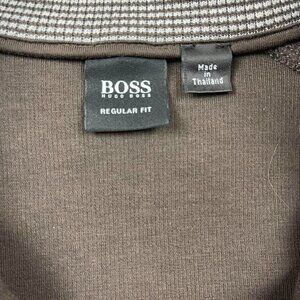 BOSS
HUGO BOSS
REGULAR FIT
Made
in
Thailand